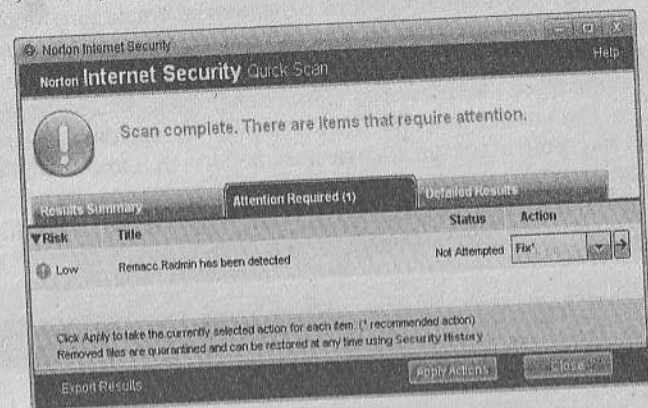 Norton Internet Security
Norton Internet Security Quick Scan
Help
Scan complete. There are items that require attention.
Results Summary
Attention Required (1)
Detailed Results
Risk Title Status Action
Low Remacc.Radmin has been detected Not Attempted Fix*
Click Apply to take the currently selected action for each item. (* recommended action)
Removed files are quarantined and can be restored at any time using Security History
Export Results Apply Actions Close